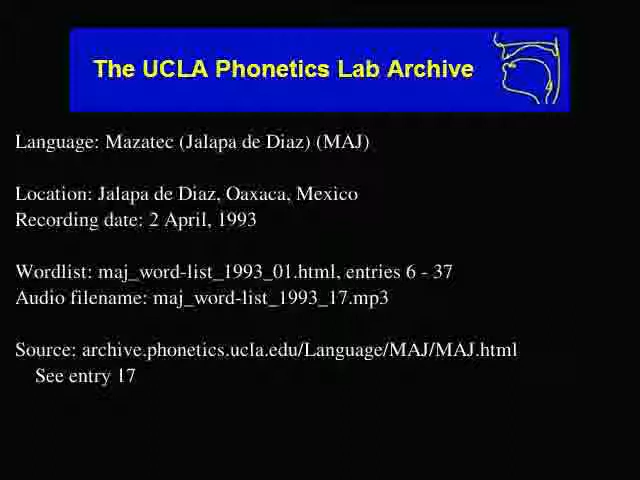 The UCLA Phonetics Lab Archive
Language: Mazatec (Jalapa de Diaz) (MAJ)
Location: Jalapa de Diaz, Oaxaca, Mexico
Recording date: 2 April, 1993
Wordlist: maj_word-list_1993_01.html, entries 6 - 37
Audio filename: maj_word-list_1993_17.mp3
Source: archive.phonetics.ucla.edu/Language/MAJ/MAJ.html
See entry 17